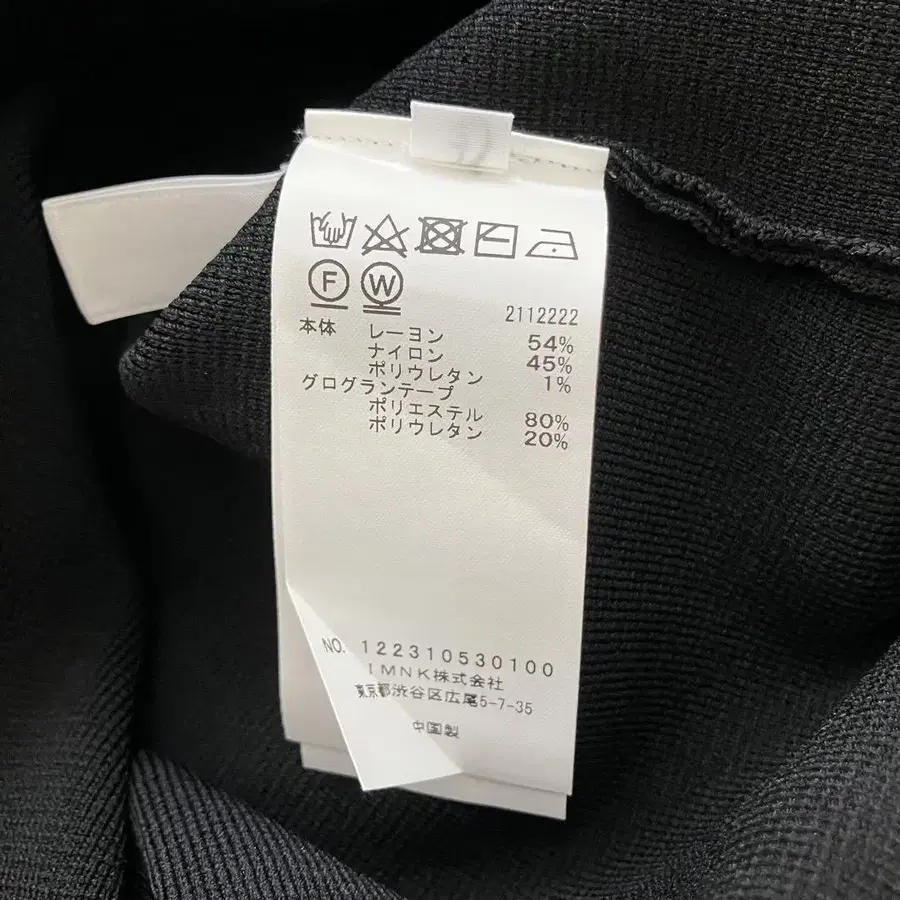 F W
2112222
本体 レーヨン 54%
ナイロン 45%
ポリウレタン 1%
グログランテープ
ポリエステル 80%
ポリウレタン 20%
NO. 122310530100
IMNK株式会社
東京都渋谷区広尾5-7-35
中国製